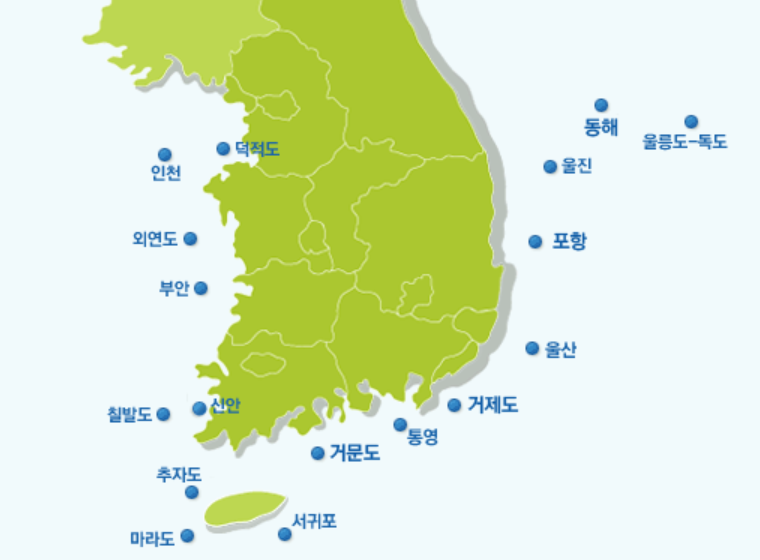 동해
울릉도-독도
덕적도
인천
울진
외연도
포항
부안
울산
신안
칠발도
거제도
통영
거문도
추자도
서귀포
마라도